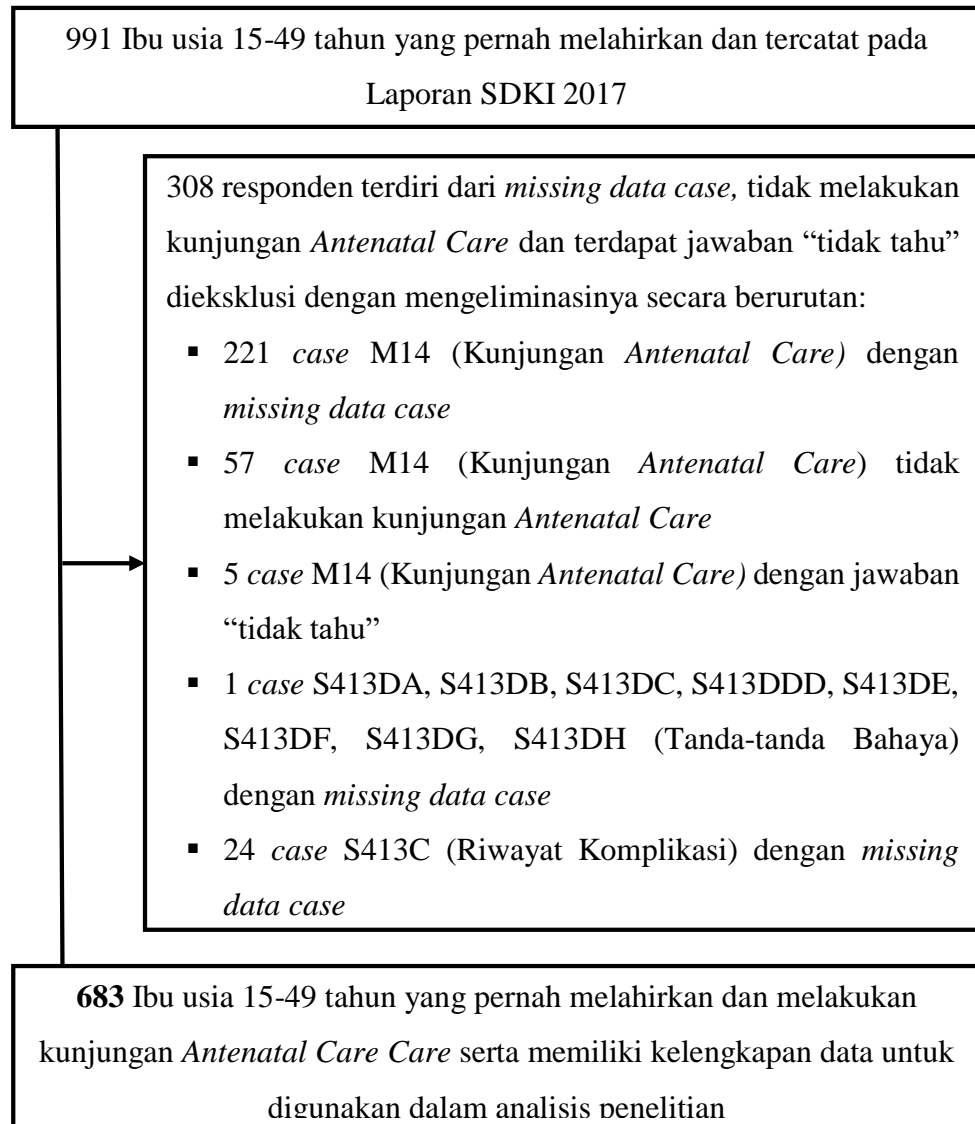 991 Ibu usia 15-49 tahun yang pernah melahirkan dan tercatat pada
Laporan SDKI 2017
308 responden terdiri dari missing data case, tidak melakukan
kunjungan Antenatal Care dan terdapat jawaban “tidak tahu”
dieksklusi dengan mengeliminasinya secara berurutan:
▪ 221 case M14 (Kunjungan Antenatal Care) dengan
missing data case
▪ 57 case M14 (Kunjungan Antenatal Care) tidak
melakukan kunjungan Antenatal Care
▪ 5 case M14 (Kunjungan Antenatal Care) dengan jawaban
“tidak tahu”
▪ 1 case S413DA, S413DB, S413DC, S413DDD, S413DE,
S413DF, S413DG, S413DH (Tanda-tanda Bahaya)
dengan missing data case
▪ 24 case S413C (Riwayat Komplikasi) dengan missing
data case
683 Ibu usia 15-49 tahun yang pernah melahirkan dan melakukan
kunjungan Antenatal Care Care serta memiliki kelengkapan data untuk
digunakan dalam analisis penelitian